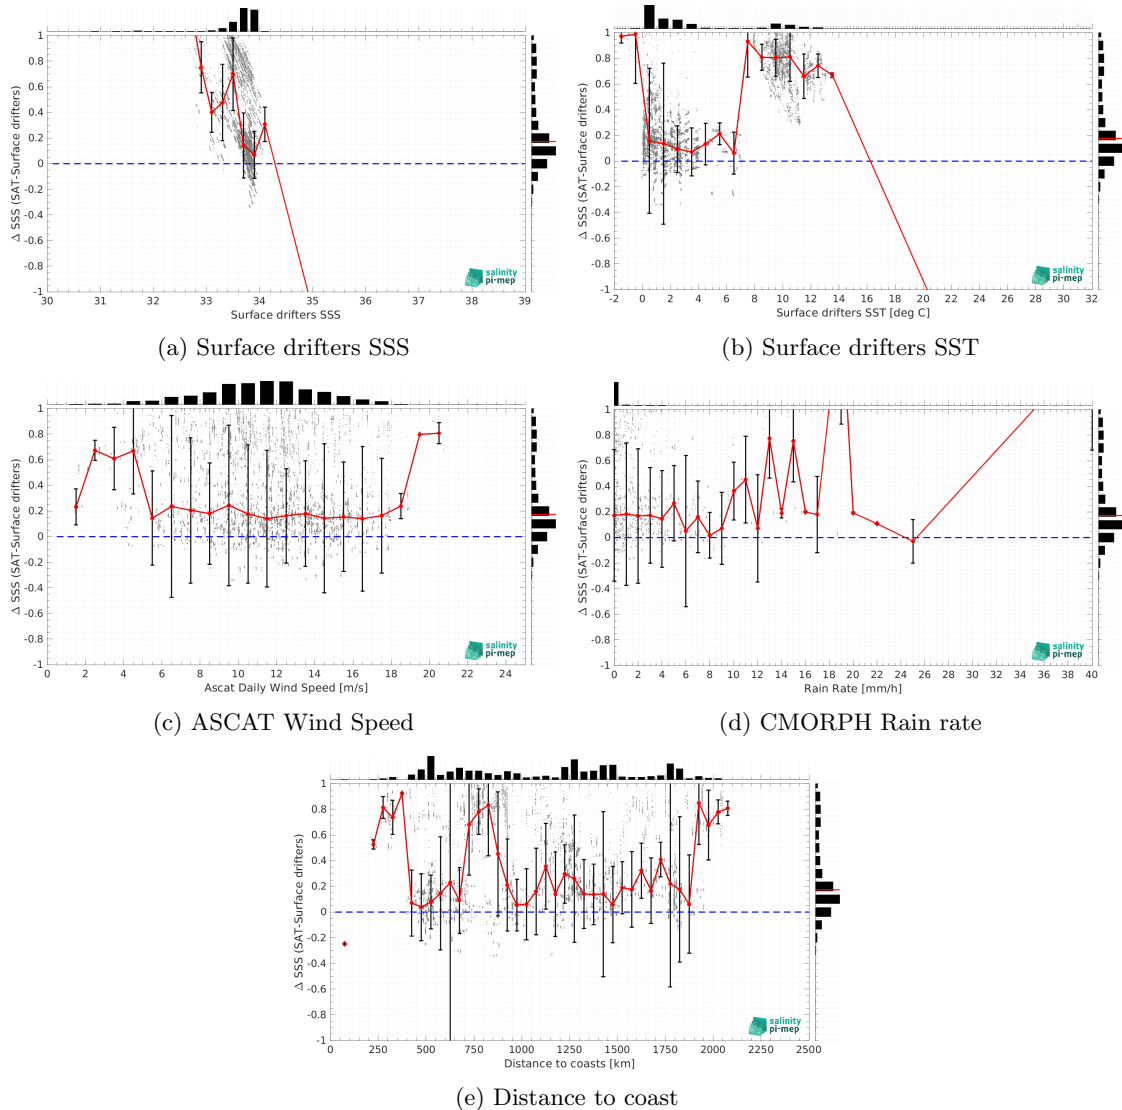 1
0.8
0.6
0.4
0.2
0
-0.2
-0.4
-0.6
-0.8
-1
Δ SSS (SAT-Surface drifters)
salinity
pi-mep
30 31 32 33 34 35 36 37 38 39
Surface drifters SSS
(a) Surface drifters SSS
1
0.8
0.6
0.4
0.2
0
-0.2
-0.4
-0.6
-0.8
-1
Δ SSS (SAT-Surface drifters)
salinity
pi-mep
-2 0 2 4 6 8 10 12 14 16 18 20 22 24 26 28 30 32
Surface drifters SST [deg C]
(b) Surface drifters SST
1
0.8
0.6
0.4
0.2
0
-0.2
-0.4
-0.6
-0.8
-1
Δ SSS (SAT-Surface drifters)
salinity
pi-mep
0 2 4 6 8 10 12 14 16 18 20 22 24
Ascat Daily Wind Speed [m/s]
(c) ASCAT Wind Speed
1
0.8
0.6
0.4
0.2
0
-0.2
-0.4
-0.6
-0.8
-1
Δ SSS (SAT-Surface drifters)
salinity
pi-mep
0 2 4 6 8 10 12 14 16 18 20 22 24 26 28 30 32 34 36 38 40
Rain Rate [mm/h]
(d) CMORPH Rain rate
1
0.8
0.6
0.4
0.2
0
-0.2
-0.4
-0.6
-0.8
-1
Δ SSS (SAT-Surface drifters)
salinity
pi-mep
0 250 500 750 1000 1250 1500 1750 2000 2250 2500
Distance to coasts [km]
(e) Distance to coast